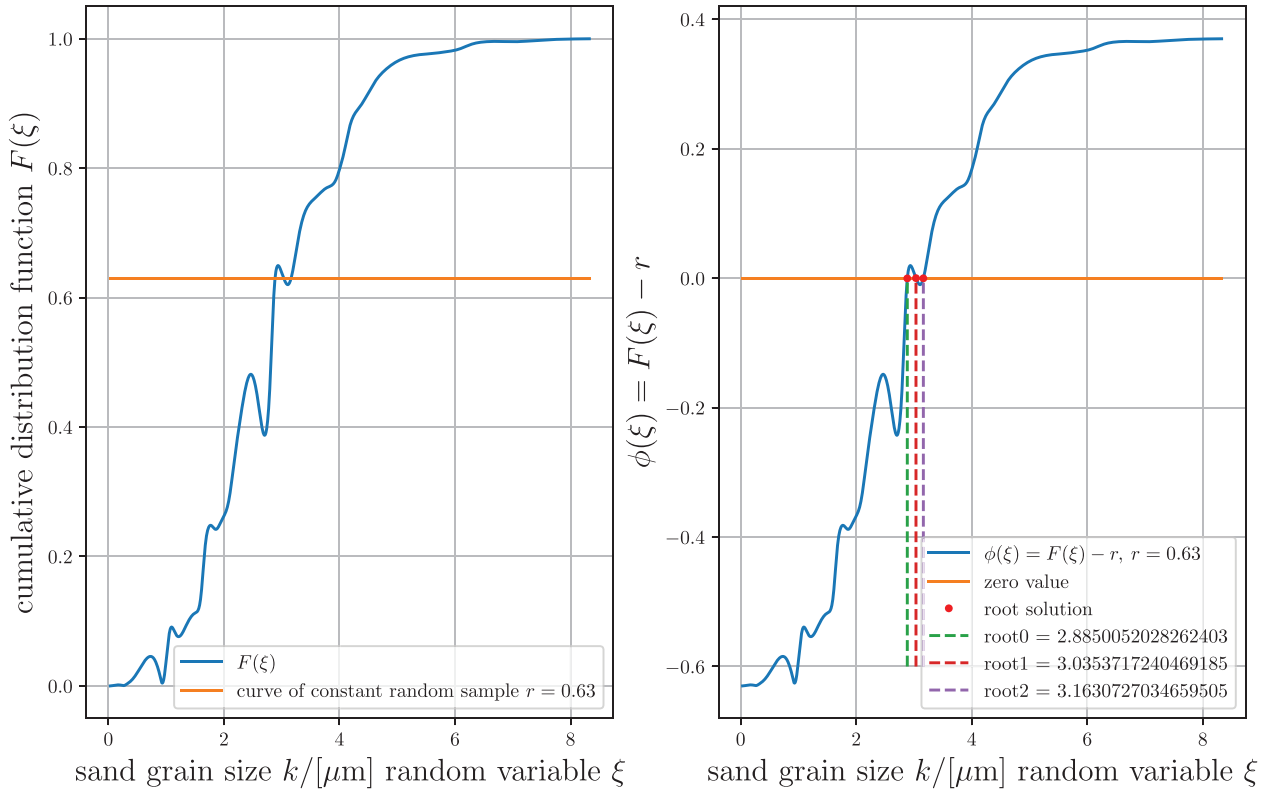 cumulative distribution function F(ξ)
1.0
0.8
0.6
0.4
0.2
0.0
0 2 4 6 8
sand grain size k/[μm] random variable ξ
F(ξ)
curve of constant random sample r = 0.63
ϕ(ξ) = F(ξ) − r
0.4
0.2
0.0
−0.2
−0.4
−0.6
0 2 4 6 8
sand grain size k/[μm] random variable ξ
ϕ(ξ) = F(ξ) − r, r = 0.63
zero value
root solution
root0 = 2.8850052028262403
root1 = 3.0353717240469185
root2 = 3.1630727034659505